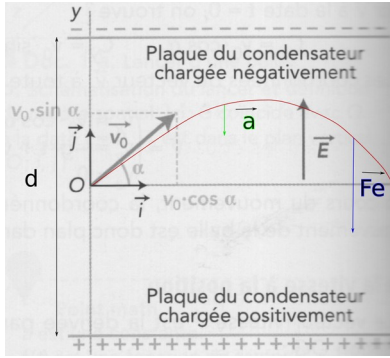 y
Plaque du condensateur
chargée négativement
v₀·sin α
v₀
a
j
E
d
α
Fe
O
i
v₀·cos α
Plaque du condensateur
chargée positivement
+ + + + + + + + + + + + + + +